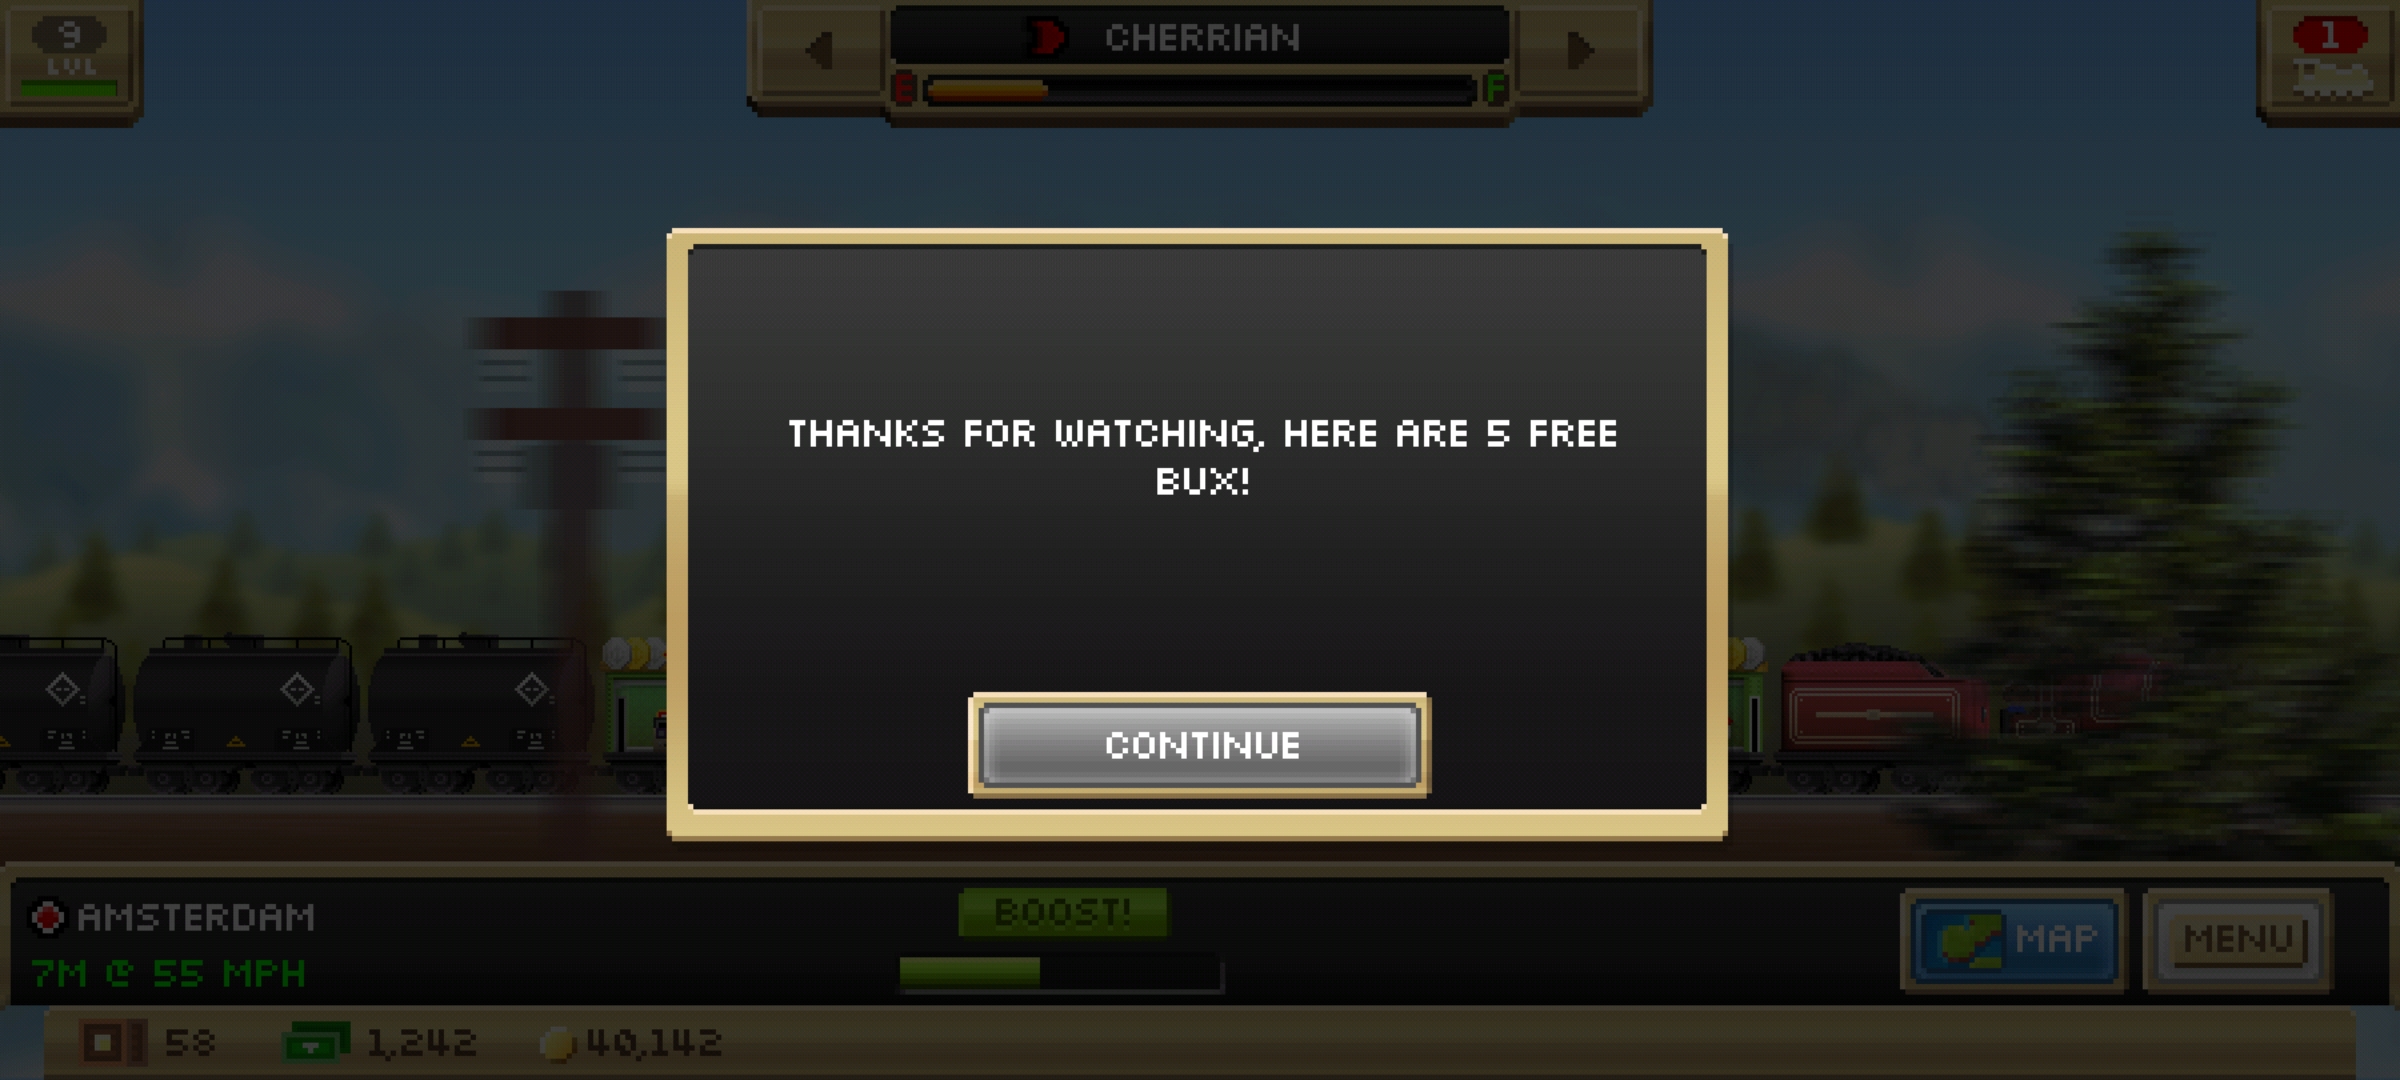 9
LVL
CHERRIAN
E F
1
THANKS FOR WATCHING, HERE ARE 5 FREE
BUX!
CONTINUE
AMSTERDAM
7M @ 55 MPH
BOOST!
MAP
MENU
58
1,242
40,142